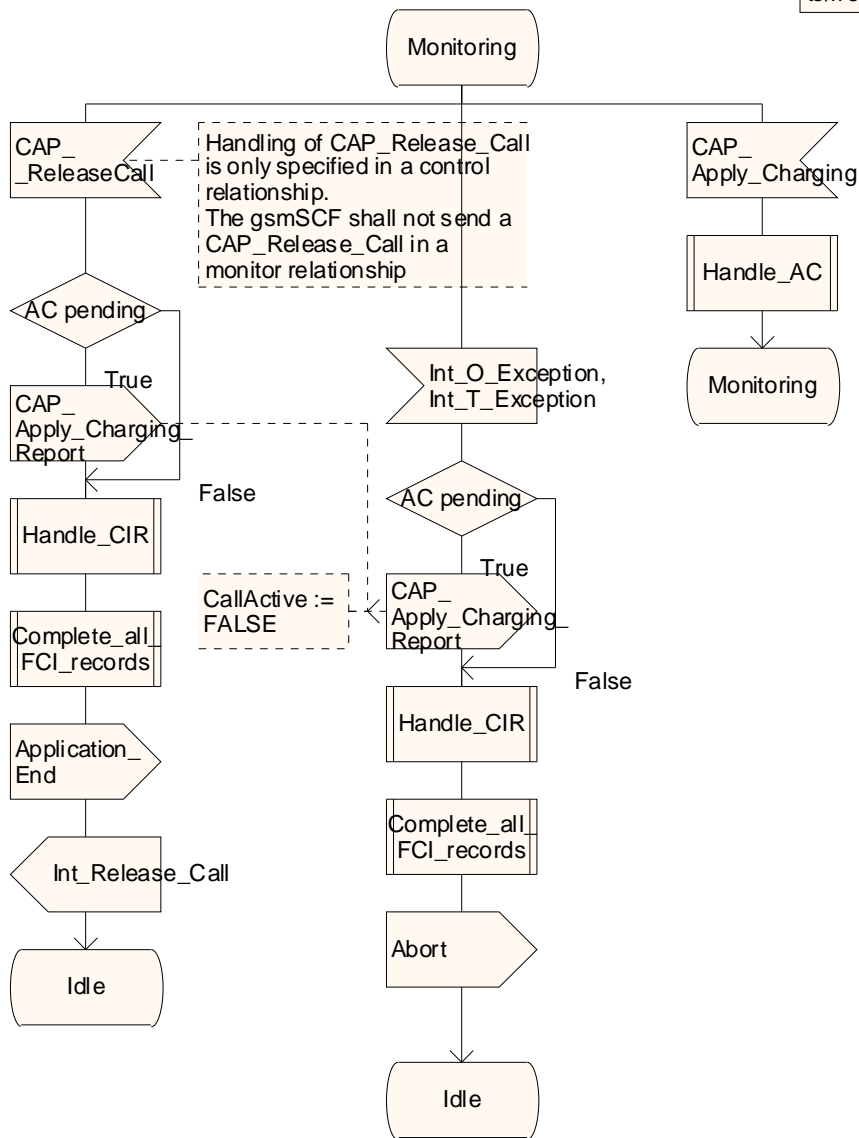 Monitoring
CAP_
_ReleaseCall
Handling of CAP_Release_Call
is only specified in a control
relationship.
The gsmSCF shall not send a
CAP_Release_Call in a
monitor relationship
CAP_
Apply_Charging
Handle_AC
Monitoring
AC pending
True
CAP_
Apply_Charging_
Report
False
Handle_CIR
Complete_all_
FCI_records
Application_
End
Int_Release_Call
Idle
Int_O_Exception,
Int_T_Exception
AC pending
True
CallActive :=
FALSE
CAP_
Apply_Charging_
Report
False
Handle_CIR
Complete_all_
FCI_records
Abort
Idle